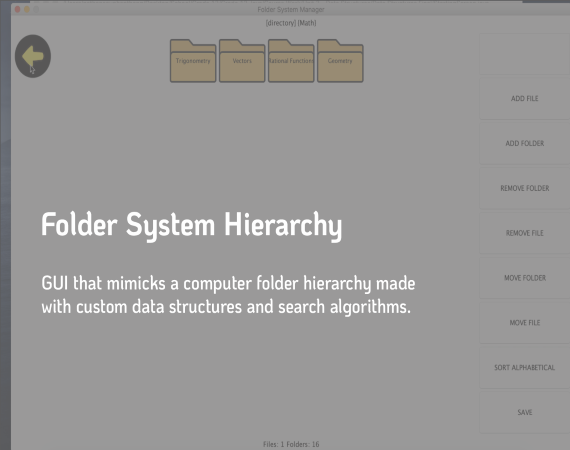 Folder System Manager
[directory] (Math)
Trigonometry Vectors Rational Functions Geometry
ADD FILE
ADD FOLDER
REMOVE FOLDER
Folder System Hierarchy
REMOVE FILE
GUI that mimicks a computer folder hierarchy made
with custom data structures and search algorithms.
MOVE FOLDER
MOVE FILE
SORT ALPHABETICAL
SAVE
Files: 1 Folders: 16